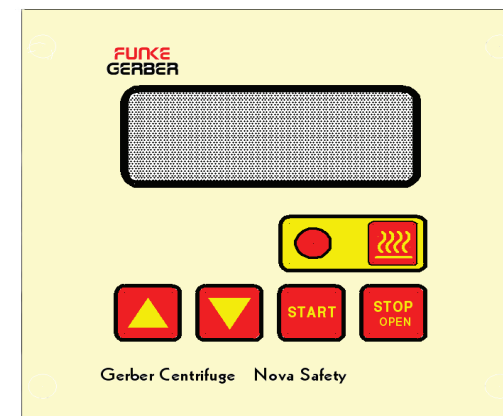 FUNKE
GERBER
START
STOP
OPEN
Gerber Centrifuge Nova Safety